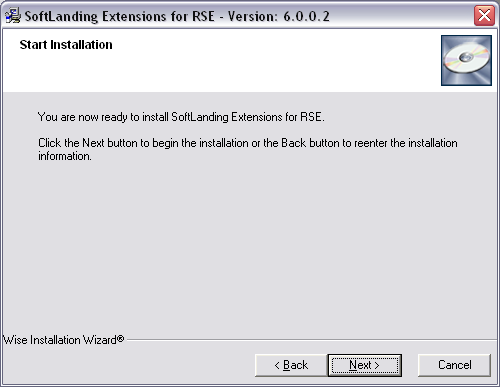 SoftLanding Extensions for RSE - Version: 6.0.0.2
Start Installation
You are now ready to install SoftLanding Extensions for RSE.
Click the Next button to begin the installation or the Back button to reenter the installation
information.
Wise Installation Wizard®
< Back
Next >
Cancel